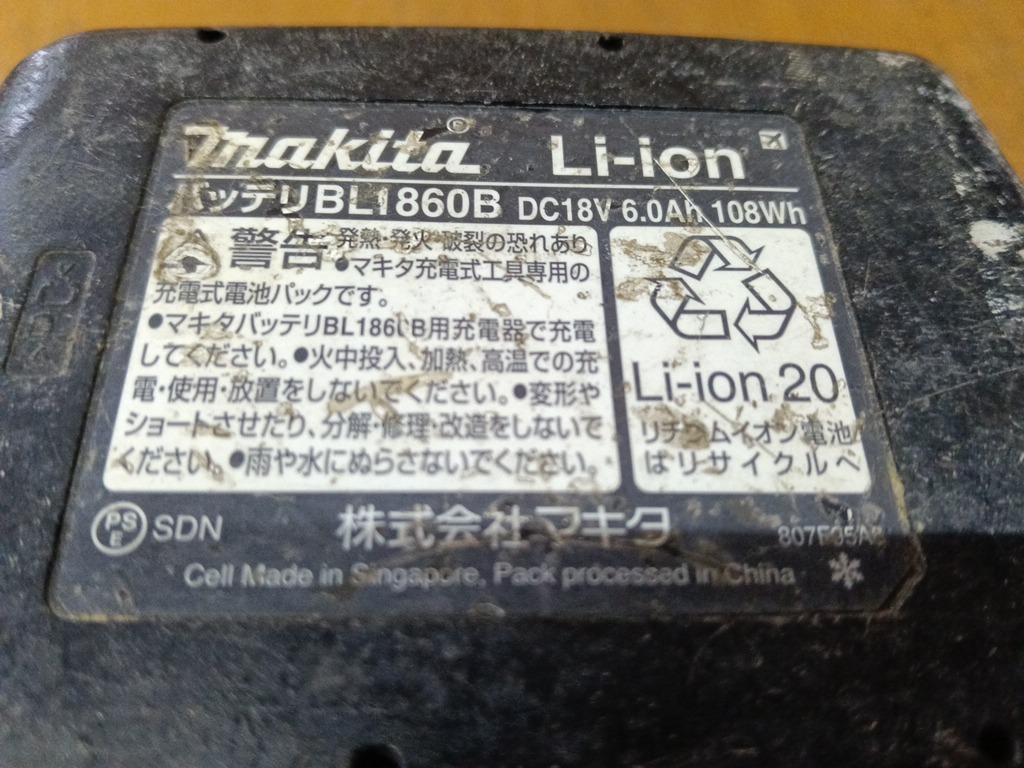 makita® Li-ion
バッテリBL1860B DC18V 6.0Ah 108Wh
警告 発熱・発火・破裂の恐れあり
●マキタ充電式工具専用の
充電式電池パックです。
●マキタバッテリBL1860B用充電器で充電
してください。●火中投入、加熱、高温での充
電・使用・放置をしないでください。●変形や
ショートさせたり、分解・修理・改造をしないで
ください。●雨や水にぬらさないでください。
Li-ion 20
リチウムイオン電池
はリサイクルへ
PSE SDN 株式会社マキタ
Cell Made in Singapore, Pack processed in China